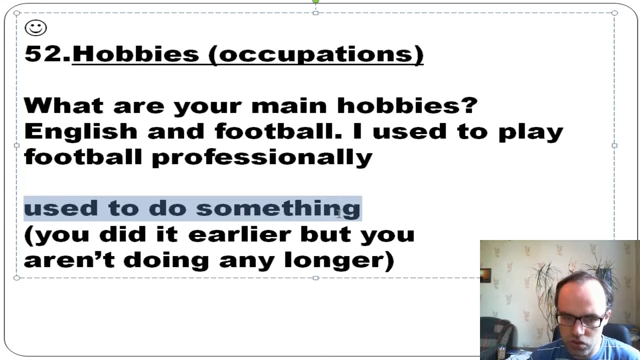 52.Hobbies (occupations)
What are your main hobbies?
English and football. I used to play
football professionally
used to do something
(you did it earlier but you
aren’t doing any longer)